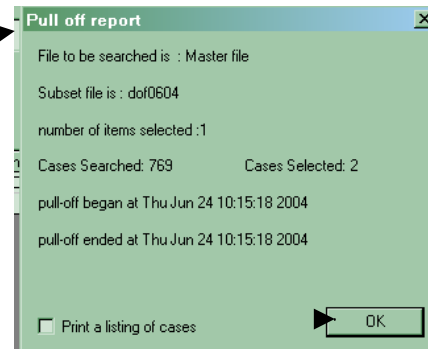 Pull off report
File to be searched is : Master file
Subset file is : dof0604
number of items selected :1
Cases Searched: 769 Cases Selected: 2
pull-off began at Thu Jun 24 10:15:18 2004
pull-off ended at Thu Jun 24 10:15:18 2004
Print a listing of cases OK